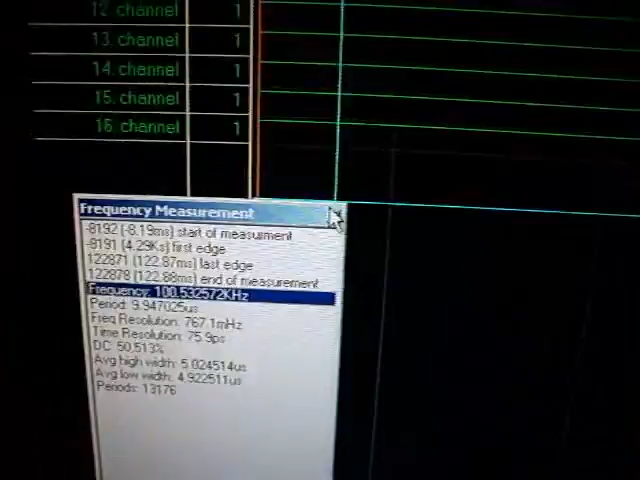 12. channel 1
13. channel 1
14. channel 1
15. channel 1
16. channel 1
Frequency Measurement
-8192 (-8.19ms) start of measurment
-8191 (4.29Ks) first edge
122871 (122.87ms) last edge
122878 (122.88ms) end of measurement
Frequency: 100.532572KHz
Period: 9.947025us
Freq Resolution: 767.1mHz
Time Resolution: 75.9ps
DC: 50.513%
Avg high width: 5.024514us
Avg low width: 4.922511us
Periods: 13176